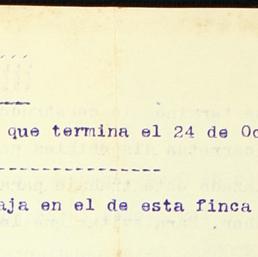 que termina el 24 de Oc
aja en el de esta finca